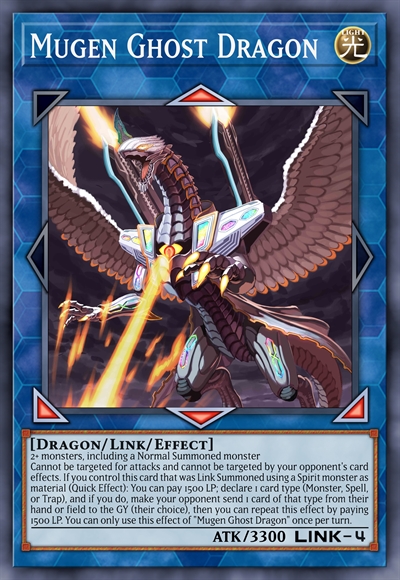 Mugen Ghost Dragon
LIGHT
光
[Dragon/Link/Effect]
2+ monsters, including a Normal Summoned monster
Cannot be targeted for attacks and cannot be targeted by your opponent's card
effects. If you control this card that was Link Summoned using a Spirit monster as
material (Quick Effect): You can pay 1500 LP; declare 1 card type (Monster, Spell,
or Trap), and if you do, make your opponent send 1 card of that type from their
hand or field to the GY (their choice), then you can repeat this effect by paying
1500 LP. You can only use this effect of "Mugen Ghost Dragon" once per turn.
ATK/3300 LINK-4